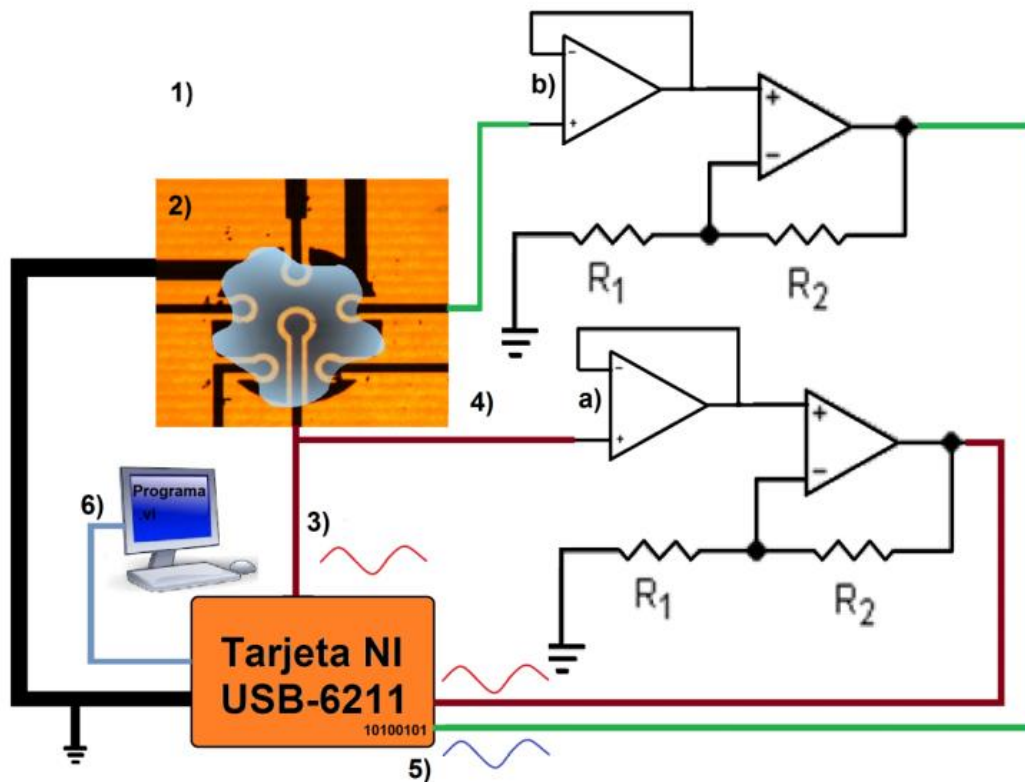 1)
b)
-
+
+
-
R1
R2
2)
4)
a)
-
+
+
-
R1
R2
6)
Programa
.vi
3)
Tarjeta NI
USB-6211
10100101
5)